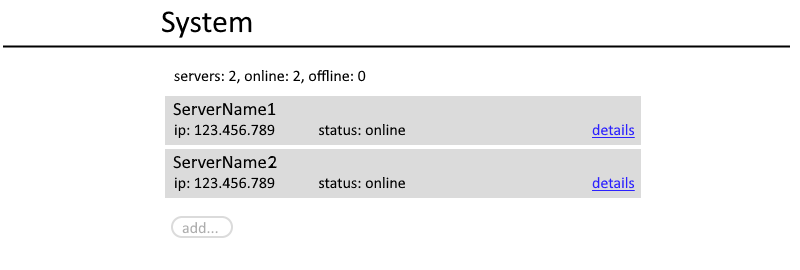 System
servers: 2, online: 2, offline: 0
ServerName1
ip: 123.456.789 status: online details
ServerName2
ip: 123.456.789 status: online details
add...